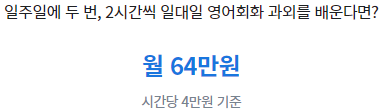 일주일에 두 번, 2시간씩 일대일 영어회화 과외를 배운다면?
월 64만원
시간당 4만원 기준